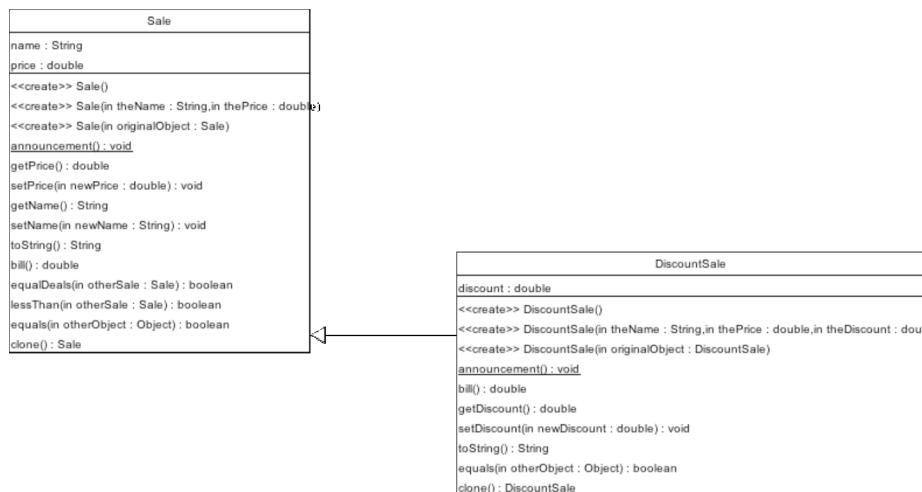 Sale
name : String
price : double
<<create>> Sale()
<<create>> Sale(in theName : String,in thePrice : double)
<<create>> Sale(in originalObject : Sale)
announcement() : void
getPrice() : double
setPrice(in newPrice : double) : void
getName() : String
setName(in newName : String) : void
toString() : String
bill() : double
equalDeals(in otherSale : Sale) : boolean
lessThan(in otherSale : Sale) : boolean
equals(in otherObject : Object) : boolean
clone() : Sale
DiscountSale
discount : double
<<create>> DiscountSale()
<<create>> DiscountSale(in theName : String,in thePrice : double,in theDiscount : dou
<<create>> DiscountSale(in originalObject : DiscountSale)
announcement() : void
bill() : double
getDiscount() : double
setDiscount(in newDiscount : double) : void
toString() : String
equals(in otherObject : Object) : boolean
clone() : DiscountSale